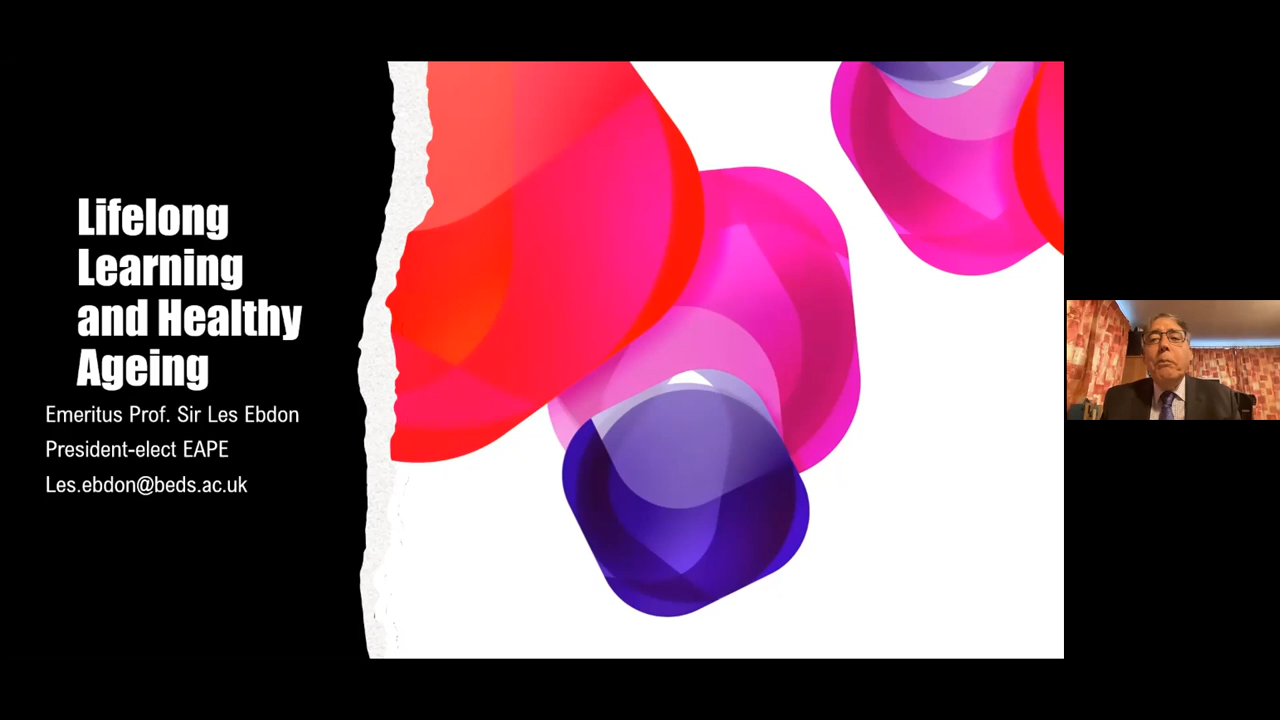 Lifelong
Learning
and Healthy
Ageing
Emeritus Prof. Sir Les Ebdon
President-elect EAPE
Les.ebdon@beds.ac.uk